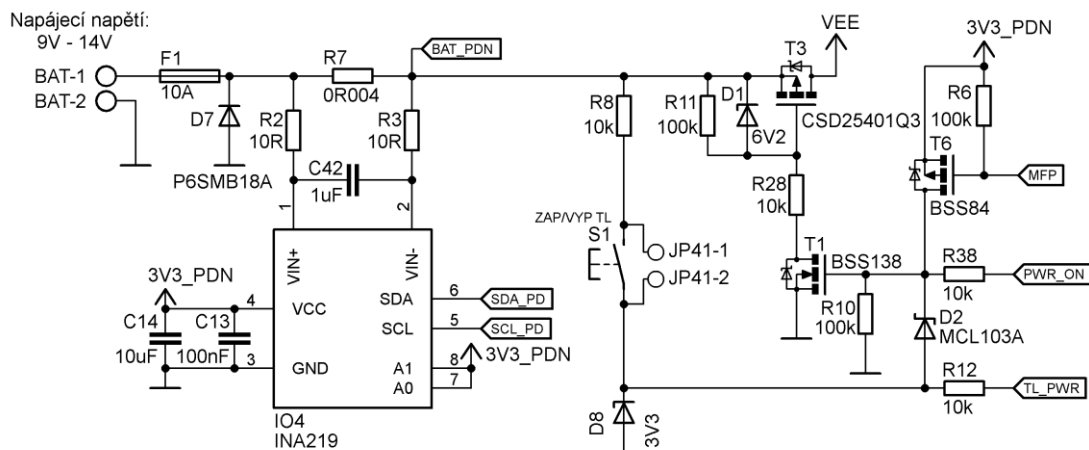 Napájecí napětí:
9V - 14V
BAT-1
BAT-2
F1
10A
D7
P6SMB18A
R2
10R
R7
0R004
R3
10R
C42
1uF
BAT_PDN
1
2
VIN+
VIN-
3V3_PDN
4
VCC
C14
10uF
C13
100nF
3
GND
SDA
6
SDA_PD
SCL
5
SCL_PD
3V3_PDN
A1
8
A0
7
IO4
INA219
R8
10k
R11
100k
D1
6V2
T3
VEE
CSD25401Q3
R28
10k
ZAP/VYP TL
S1
JP41-1
JP41-2
T1
BSS138
R10
100k
3V3_PDN
R6
100k
T6
MFP
BSS84
R38
10k
PWR_ON
D2
MCL103A
R12
10k
TL_PWR
D8
3V3